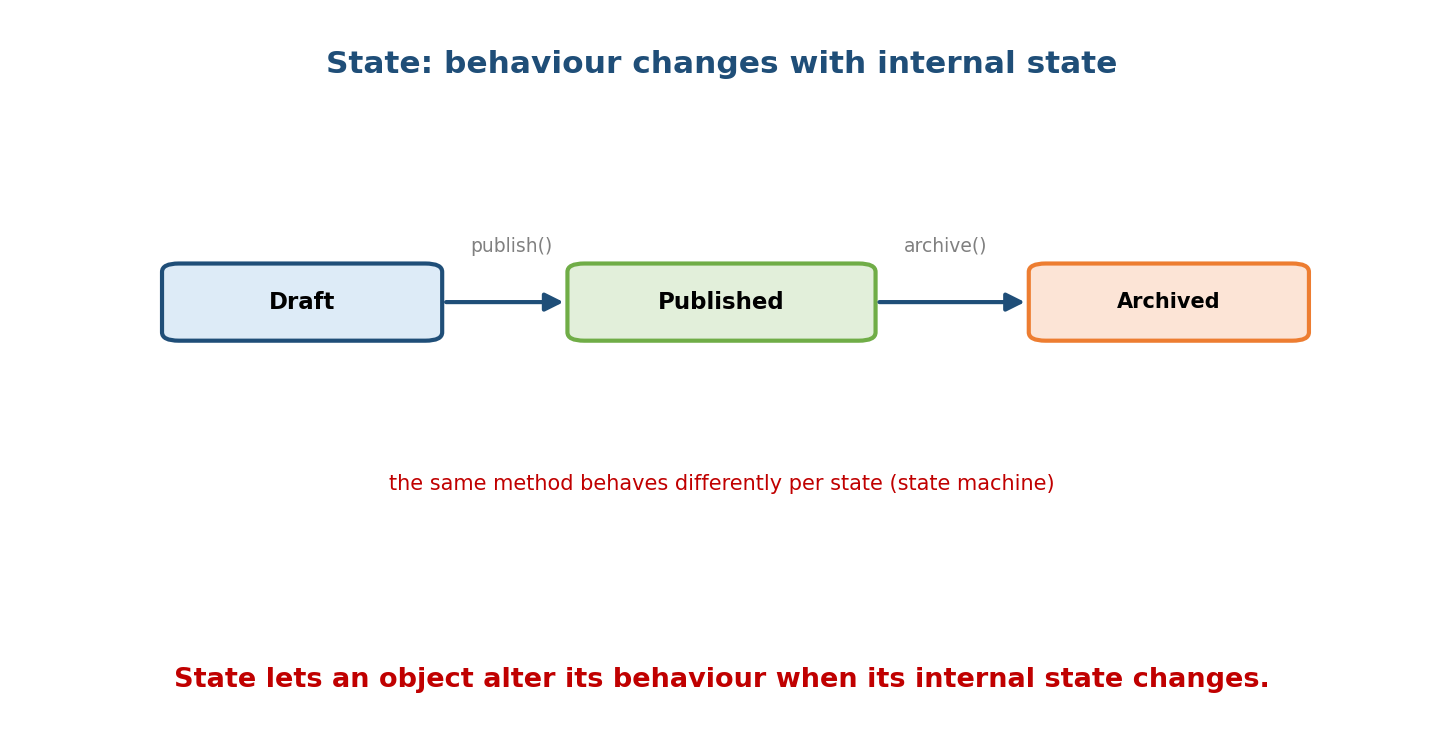 State: behaviour changes with internal state
publish()
archive()
Draft
Published
Archived
the same method behaves differently per state (state machine)
State lets an object alter its behaviour when its internal state changes.